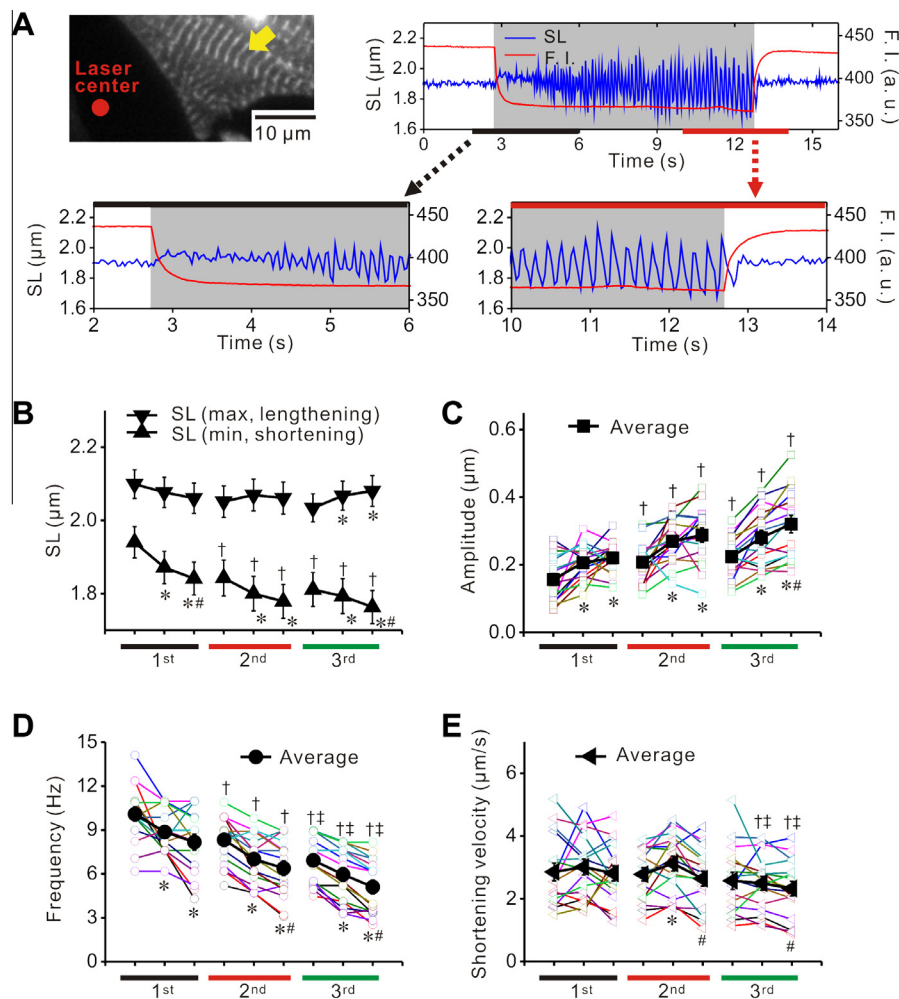 A
Laser
center
10 μm
SL (μm)
2.2
2.0
1.8
1.6
SL
F. I.
450
400
350
F. I. (a. u.)
3
6
9
12
15
Time (s)
SL (μm)
2.2
2.0
1.8
1.6
450
400
350
2
3
4
5
6
Time (s)
2.2
2.0
1.8
1.6
450
400
350
F. I. (a. u.)
10
11
12
13
14
Time (s)
B
SL (max, lengthening)
SL (min, shortening)
SL (μm)
2.2
2.0
1.8
† † † † † †
* *
* *# * * * *#
1st 2nd 3rd
C
Average
Amplitude (μm)
0.6
0.4
0.2
0.0
† † † † † †
* * * * * *#
1st 2nd 3rd
D
Average
Frequency (Hz)
15
12
9
6
3
0
† † † †‡ †‡ †‡
* * *# * *#
1st 2nd 3rd
E
Average
Shortening velocity (μm/s)
6
4
2
0
†‡ †‡
* # #
1st 2nd 3rd